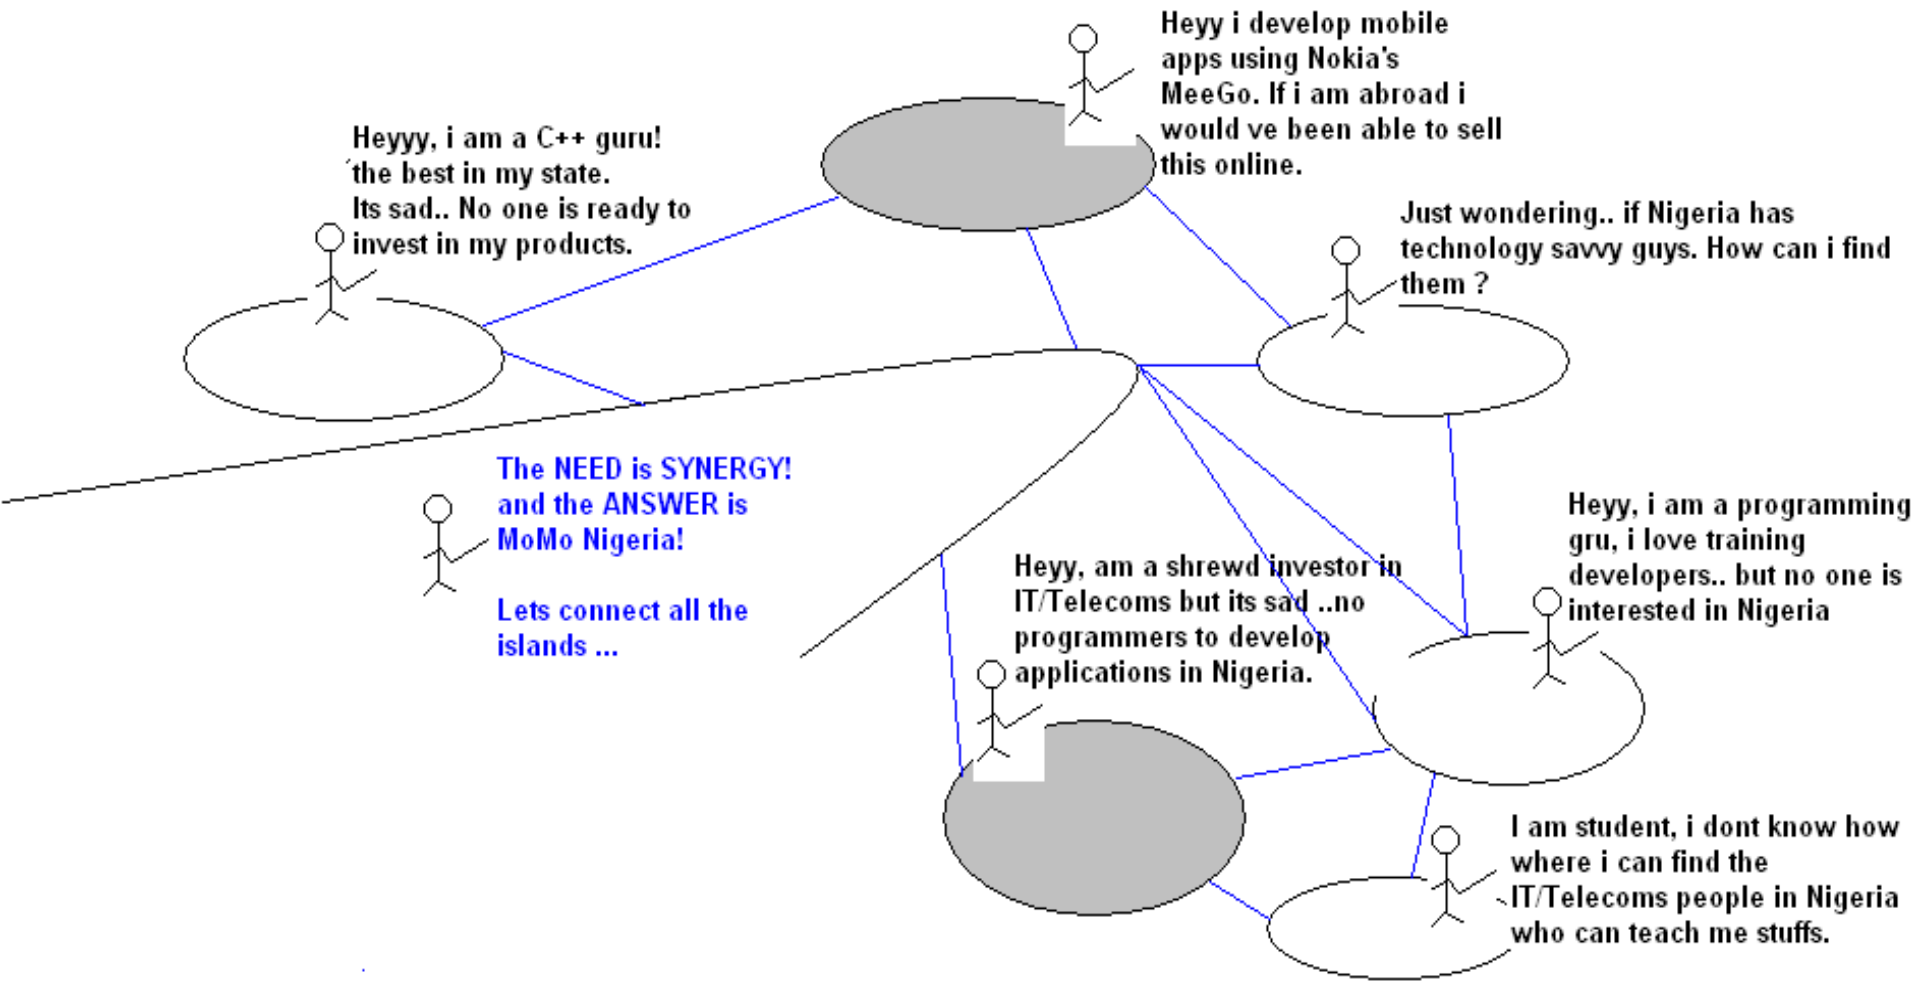 Heyy i develop mobile
apps using Nokia's
MeeGo. If i am abroad i
would ve been able to sell
this online.
Heyyy, i am a C++ guru!
the best in my state.
Its sad.. No one is ready to
invest in my products.
Just wondering.. if Nigeria has
technology savvy guys. How can i find
them ?
The NEED is SYNERGY!
and the ANSWER is
MoMo Nigeria!
Lets connect all the
islands ...
Heyy, i am a programming
gru, i love training
developers.. but no one is
interested in Nigeria
Heyy, am a shrewd investor in
IT/Telecoms but its sad ..no
programmers to develop
applications in Nigeria.
I am student, i dont know how
where i can find the
IT/Telecoms people in Nigeria
who can teach me stuffs.